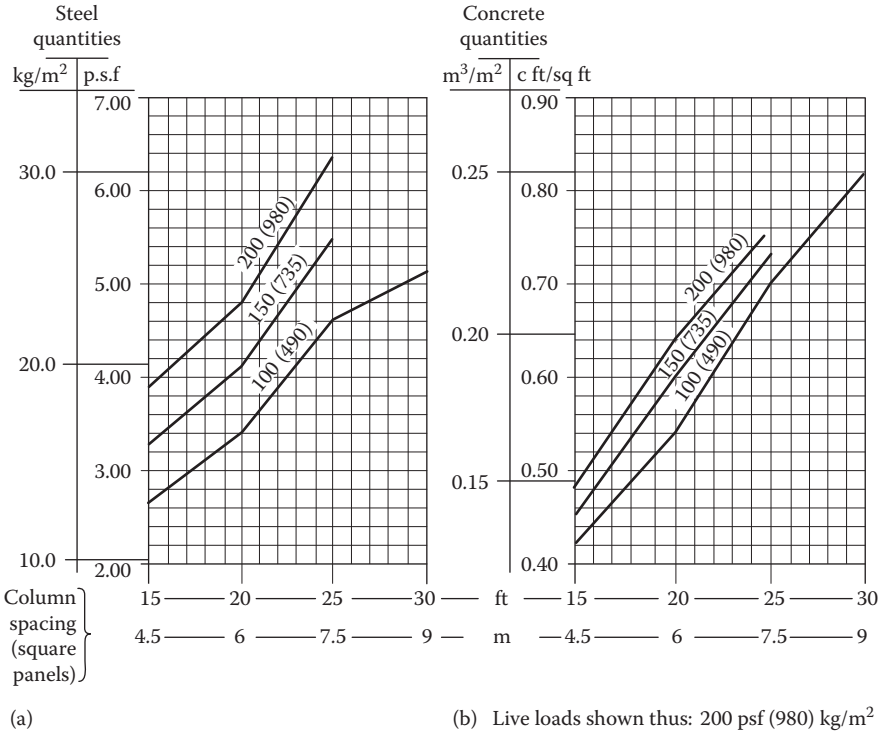 Steel
quantities
kg/m² p.s.f
7.00
30.0
6.00
5.00
20.0
4.00
3.00
10.0
2.00
200 (980)
150 (735)
100 (490)
Concrete
quantities
m³/m² c ft/sq ft
0.90
0.25
0.80
0.70
0.20
0.60
0.50
0.15
0.40
200 (980)
150 (735)
100 (490)
Column
spacing
(square
panels)
15 20 25 30 ft 15 20 25 30
4.5 6 7.5 9 m 4.5 6 7.5 9
(a)
(b) Live loads shown thus: 200 psf (980) kg/m²